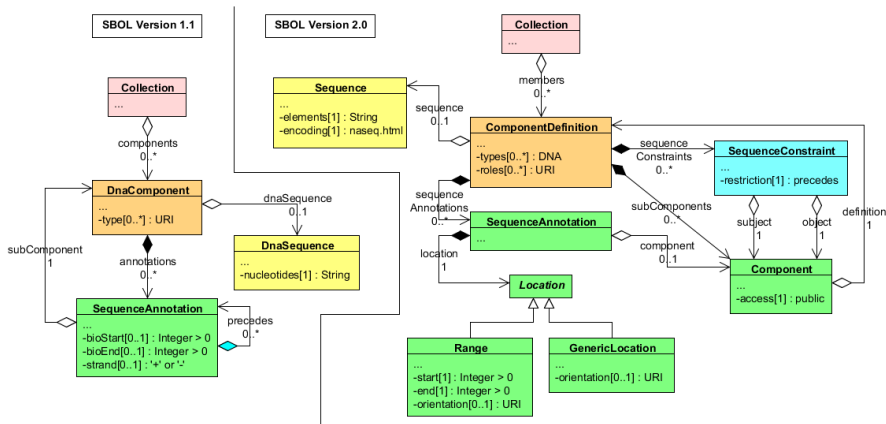 SBOL Version 1.1
Collection
...
components
0..*
DnaComponent
...
-type[0..*] : URI
dnaSequence
0..1
DnaSequence
...
-nucleotides[1] : String
subComponent
1
annotations
0..*
SequenceAnnotation
...
-bioStart[0..1] : Integer > 0
-bioEnd[0..1] : Integer > 0
-strand[0..1] : '+' or '-'
precedes
0..*
SBOL Version 2.0
Collection
...
members
0..*
Sequence
...
-elements[1] : String
-encoding[1] : naseq.html
sequence
0..1
ComponentDefinition
...
-types[0..*] : DNA
-roles[0..*] : URI
sequence
Constraints
0..*
SequenceConstraint
...
-restriction[1] : precedes
sequence
Annotations
0..*
subComponents
0..*
subject
1
object
1
definition
1
SequenceAnnotation
...
location
1
component
0..1
Component
...
-access[1] : public
Location
Range
...
-start[1] : Integer > 0
-end[1] : Integer > 0
-orientation[0..1] : URI
GenericLocation
...
-orientation[0..1] : URI